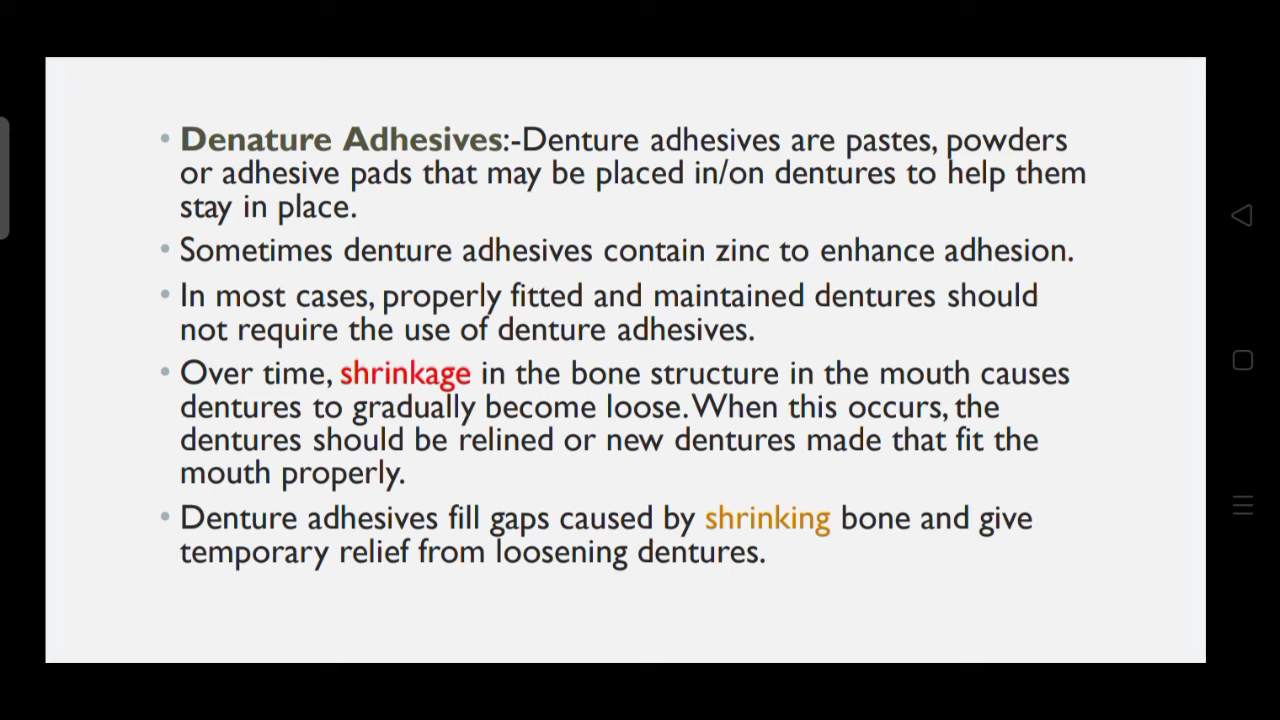 • Denature Adhesives:-Denture adhesives are pastes, powders
or adhesive pads that may be placed in/on dentures to help them
stay in place.
• Sometimes denture adhesives contain zinc to enhance adhesion.
• In most cases, properly fitted and maintained dentures should
not require the use of denture adhesives.
• Over time, shrinkage in the bone structure in the mouth causes
dentures to gradually become loose. When this occurs, the
dentures should be relined or new dentures made that fit the
mouth properly.
• Denture adhesives fill gaps caused by shrinking bone and give
temporary relief from loosening dentures.